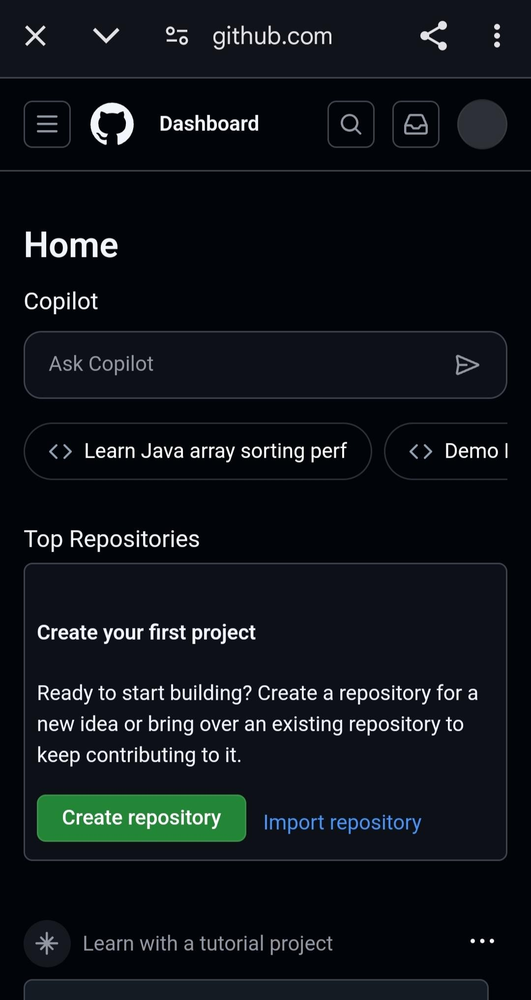 github.com
Dashboard
Home
Copilot
Ask Copilot
Learn Java array sorting perf
Demo
Top Repositories
Create your first project
Ready to start building? Create a repository for a
new idea or bring over an existing repository to
keep contributing to it.
Create repository
Import repository
Learn with a tutorial project